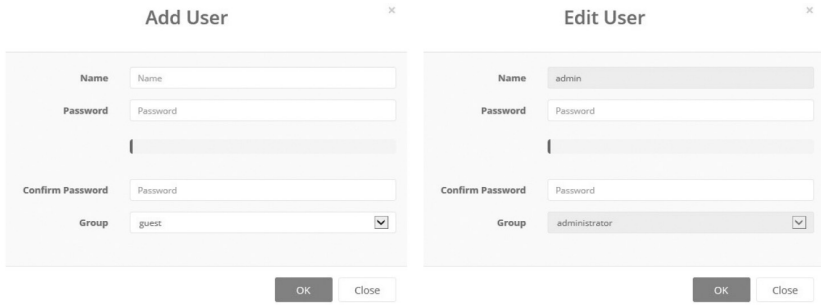 Add User
×
Name
Name
Password
Password
Confirm Password
Password
Group
guest
OK
Close
Edit User
×
Name
admin
Password
Password
Confirm Password
Password
Group
administrator
OK
Close